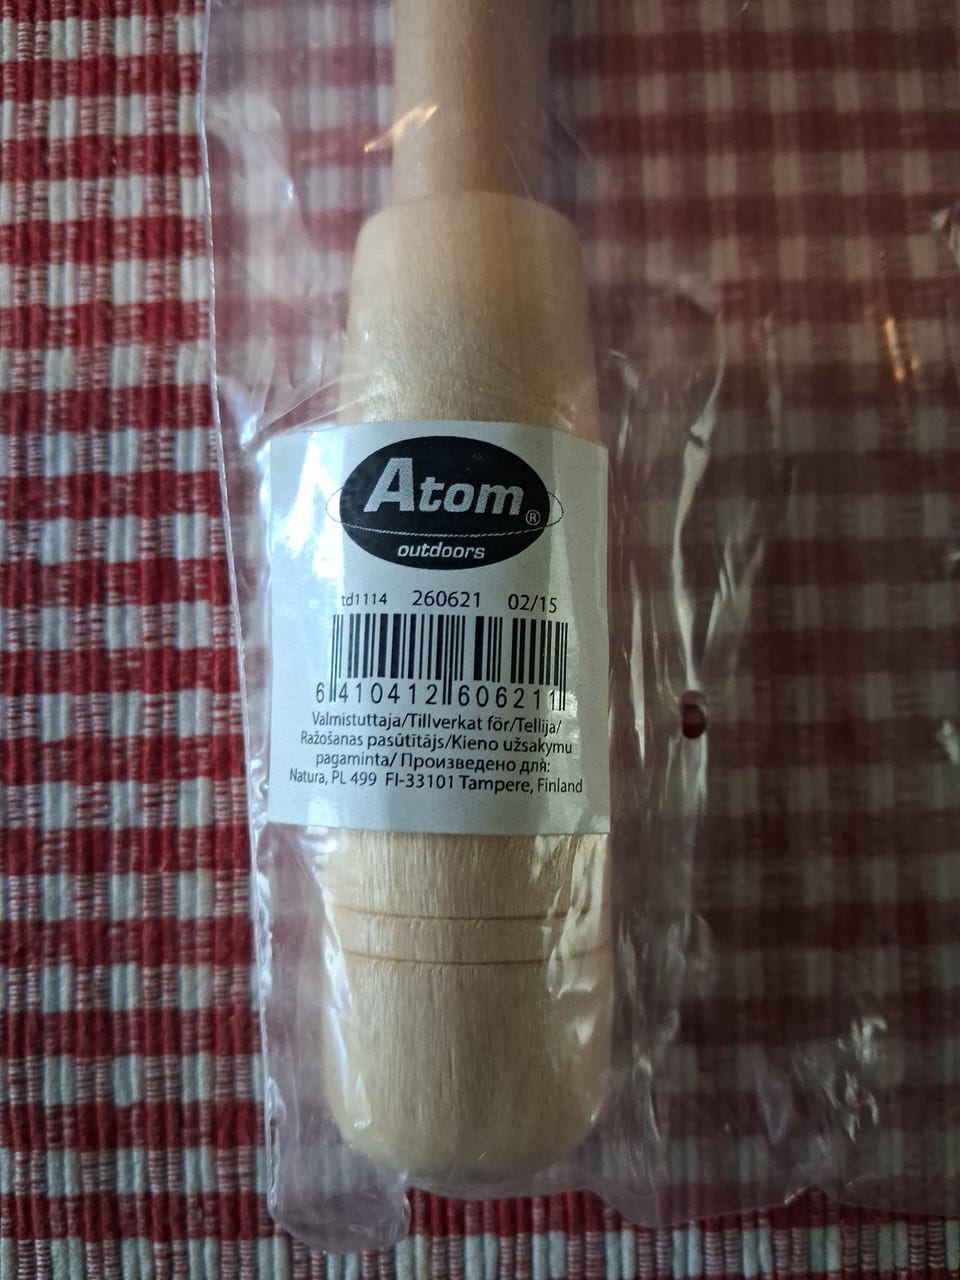 Atom®
outdoors
td1114 260621 02/15
6 410412 606211
Valmistuttaja/Tillverkat för/Tellija/
Ražošanas pasūtītājs/Kieno užsakymu
pagaminta/ Произведено для:
Natura, PL 499 FI-33101 Tampere, Finland